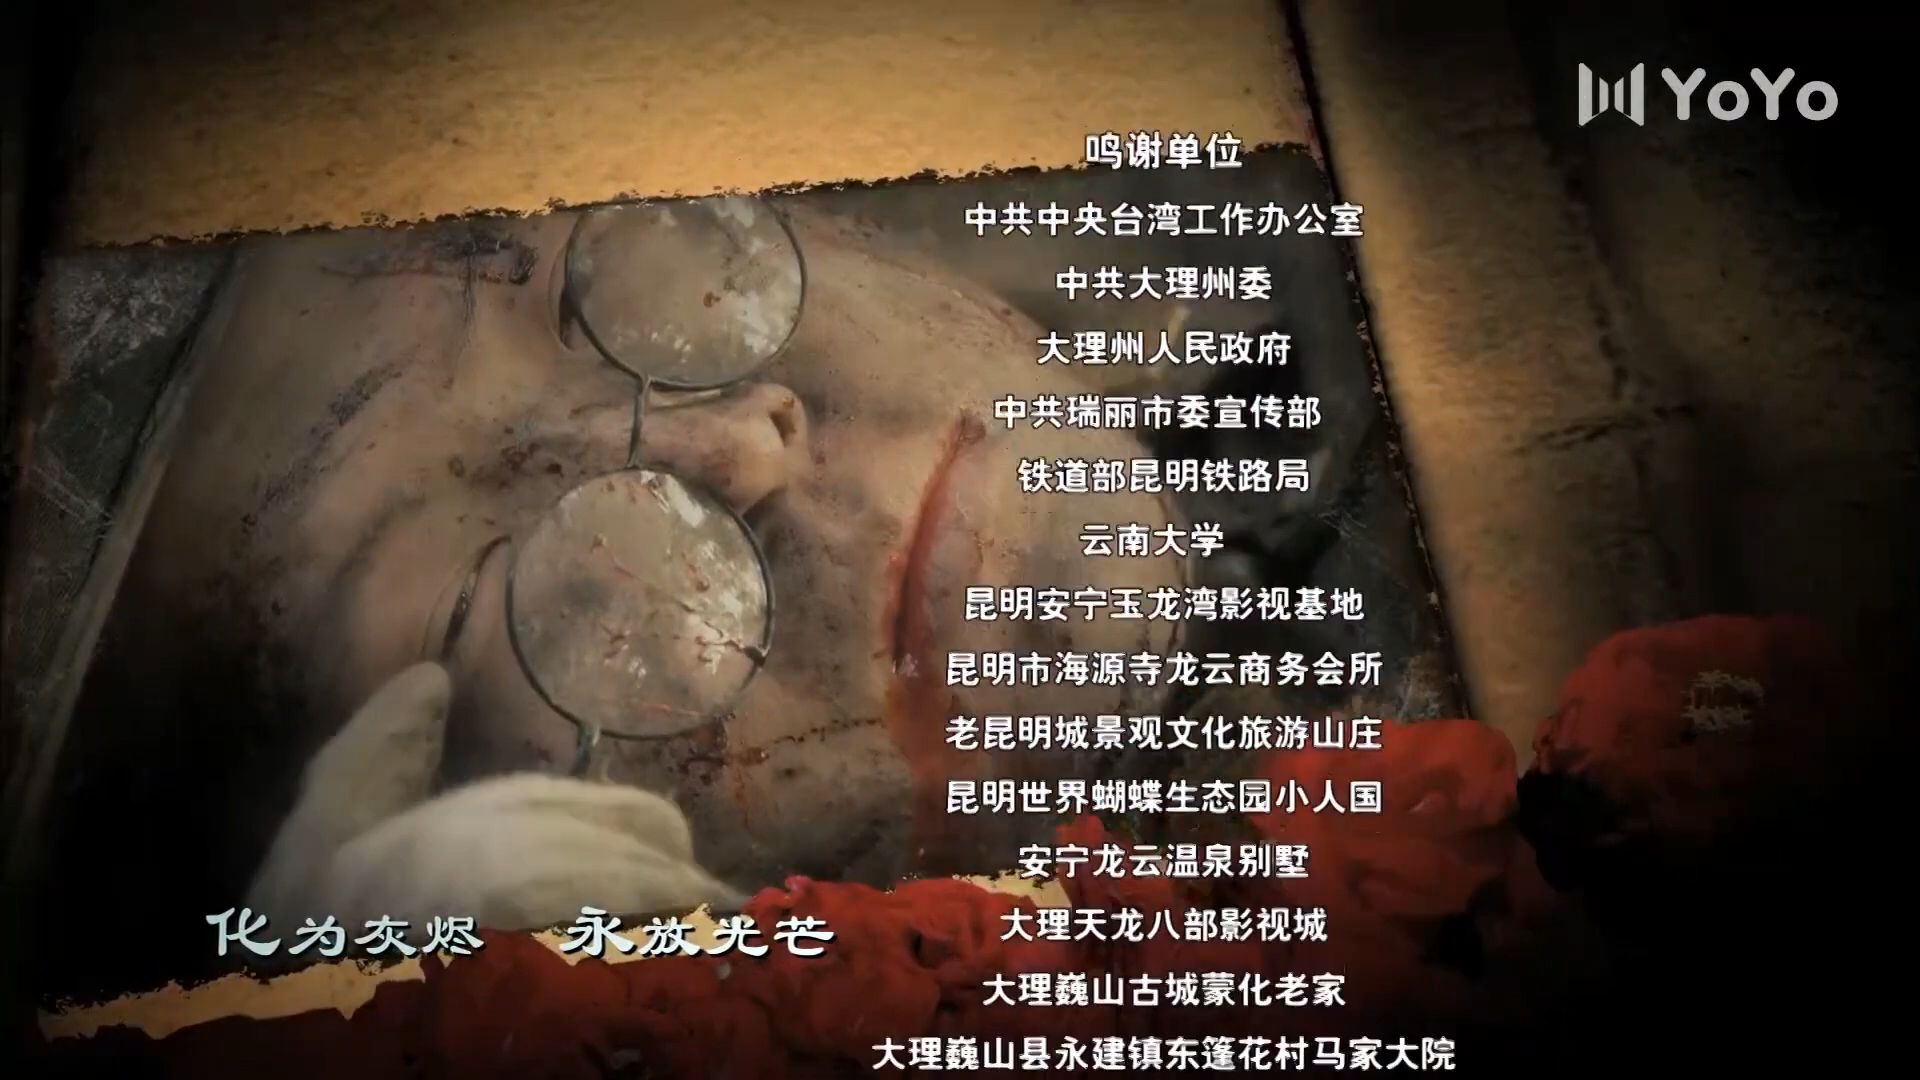 YoYo
鸣谢单位
中共中央台湾工作办公室
中共大理州委
大理州人民政府
中共瑞丽市委宣传部
铁道部昆明铁路局
云南大学
昆明安宁玉龙湾影视基地
昆明市海源寺龙云商务会所
老昆明城景观文化旅游山庄
昆明世界蝴蝶生态园小人国
安宁龙云温泉别墅
大理天龙八部影视城
大理巍山古城蒙化老家
大理巍山县永建镇东篷花村马家大院
化为灰烬 永放光芒